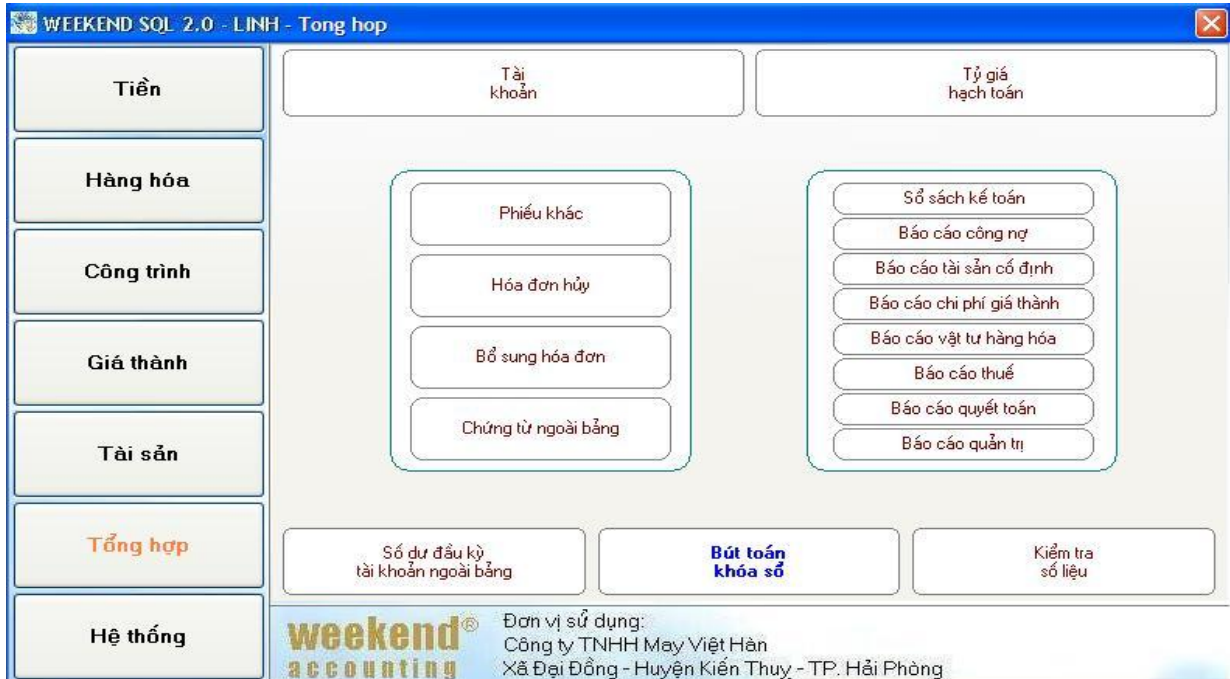 WEEKEND SQL 2.0 - LINH - Tong hop
Tiền
Hàng hóa
Công trình
Giá thành
Tài sản
Tổng hợp
Hệ thống
Tài
khoản
Tỷ giá
hạch toán
Phiếu khác
Hóa đơn hủy
Bổ sung hóa đơn
Chứng từ ngoài bảng
Sổ sách kế toán
Báo cáo công nợ
Báo cáo tài sản cố định
Báo cáo chi phí giá thành
Báo cáo vật tư hàng hóa
Báo cáo thuế
Báo cáo quyết toán
Báo cáo quản trị
Số dư đầu kỳ
tài khoản ngoài bảng
Bút toán
khóa sổ
Kiểm tra
số liệu
weekend®
accounting
Đơn vị sử dụng:
Công ty TNHH May Việt Hàn
Xã Đại Đồng - Huyện Kiến Thuỵ - TP. Hải Phòng